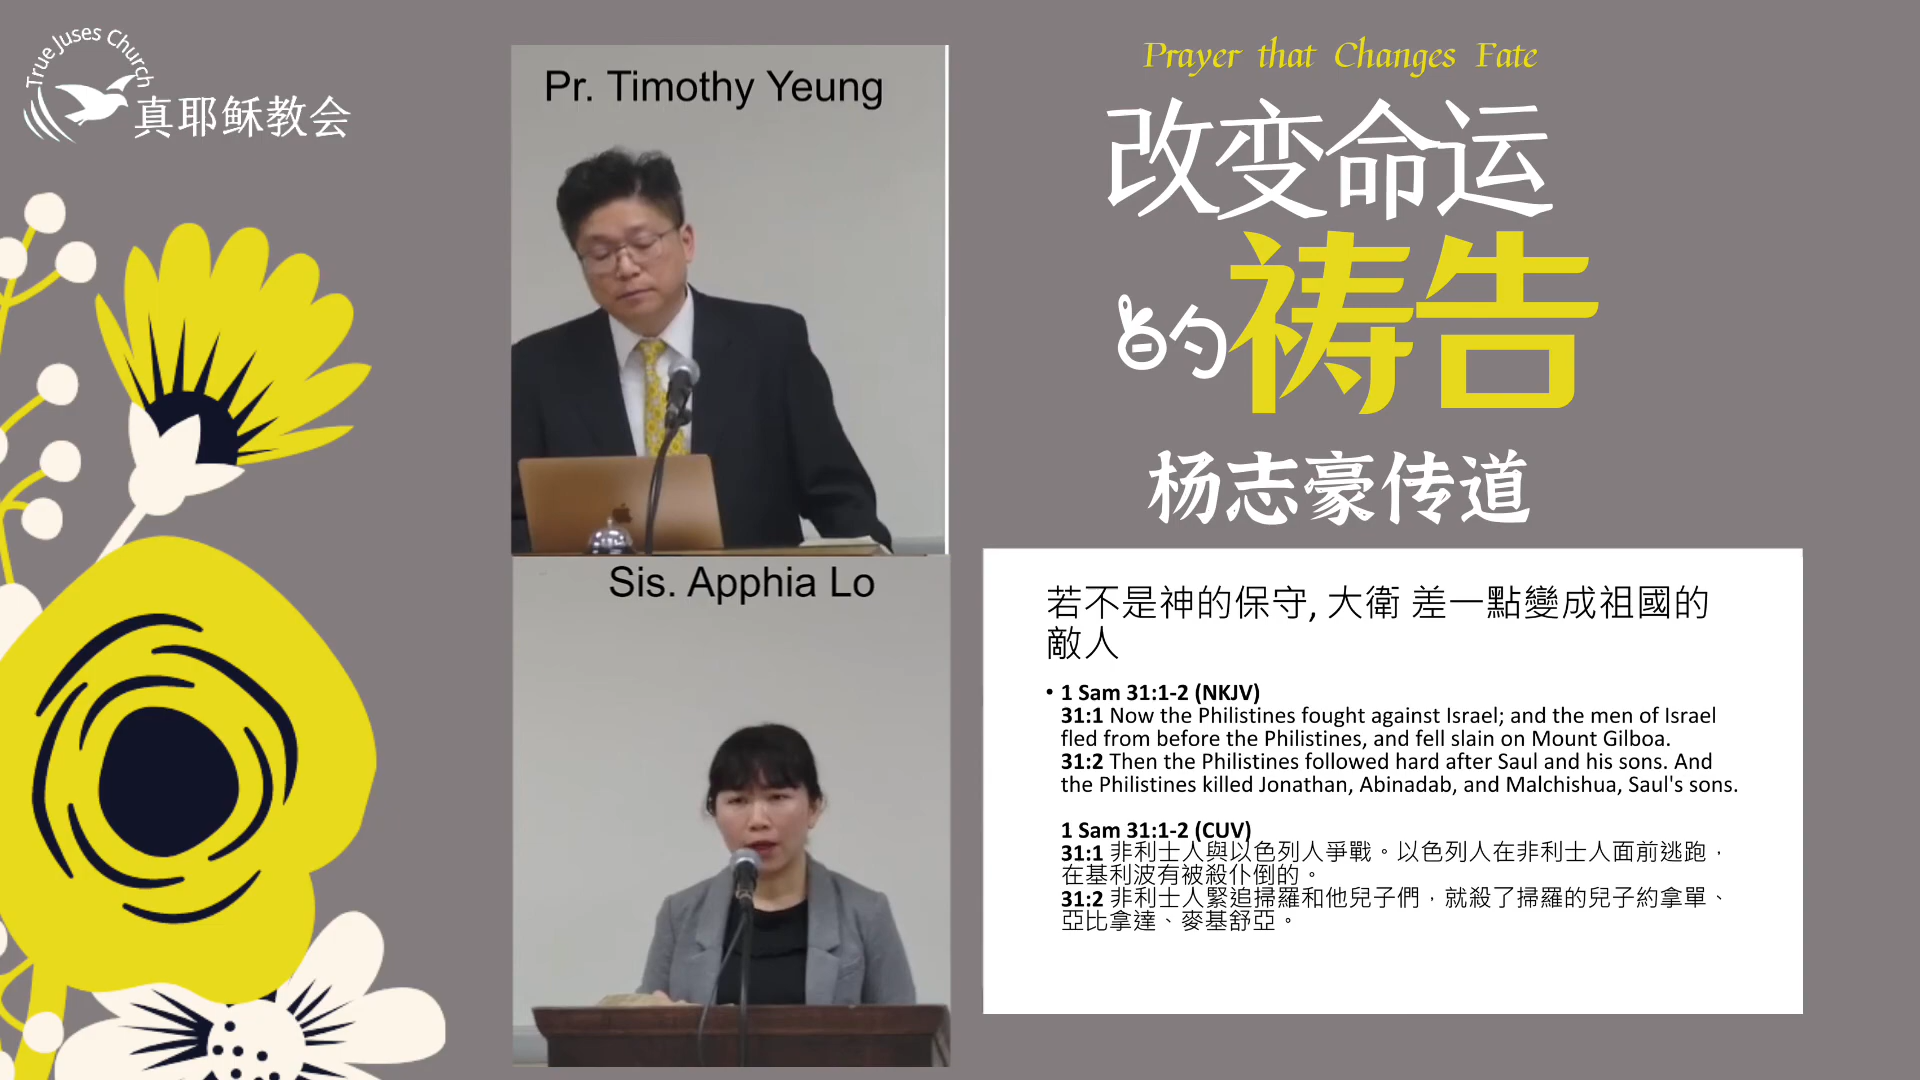 True Juses Church
真耶稣教会
Pr. Timothy Yeung
Sis. Apphia Lo
Prayer that Changes Fate
改变命运
的祷告
杨志豪传道
若不是神的保守, 大衛 差一點變成祖國的
敵人
• 1 Sam 31:1-2 (NKJV)
31:1 Now the Philistines fought against Israel; and the men of Israel
fled from before the Philistines, and fell slain on Mount Gilboa.
31:2 Then the Philistines followed hard after Saul and his sons. And
the Philistines killed Jonathan, Abinadab, and Malchishua, Saul's sons.
1 Sam 31:1-2 (CUV)
31:1 非利士人與以色列人爭戰。以色列人在非利士人面前逃跑，
在基利波有被殺仆倒的。
31:2 非利士人緊追掃羅和他兒子們，就殺了掃羅的兒子約拿單、
亞比拿達、麥基舒亞。